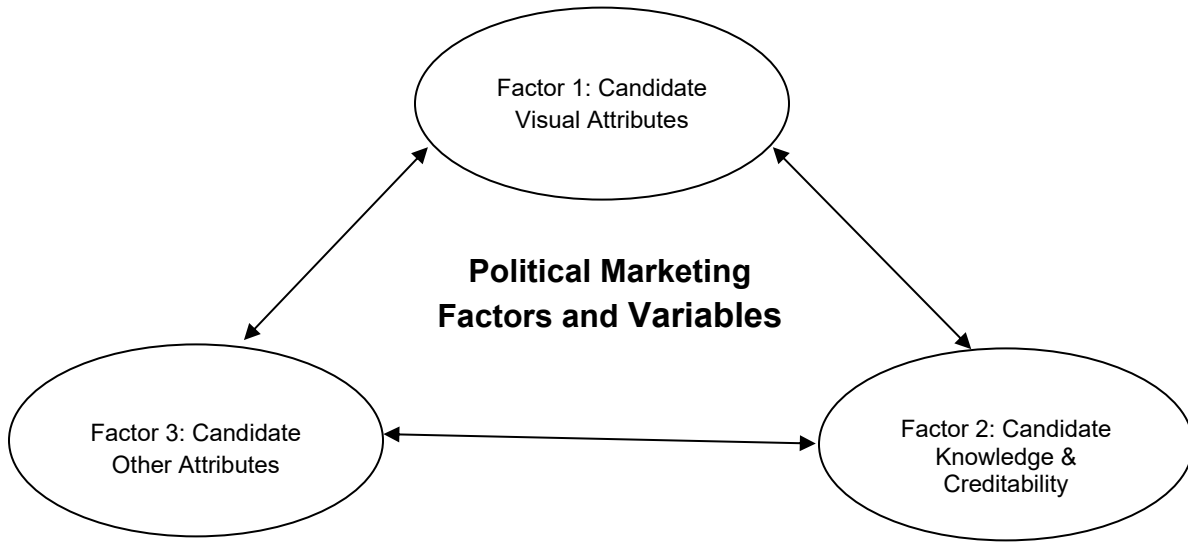 Factor 1: Candidate
Visual Attributes
Political Marketing
Factors and Variables
Factor 3: Candidate
Other Attributes
Factor 2: Candidate
Knowledge &
Creditability